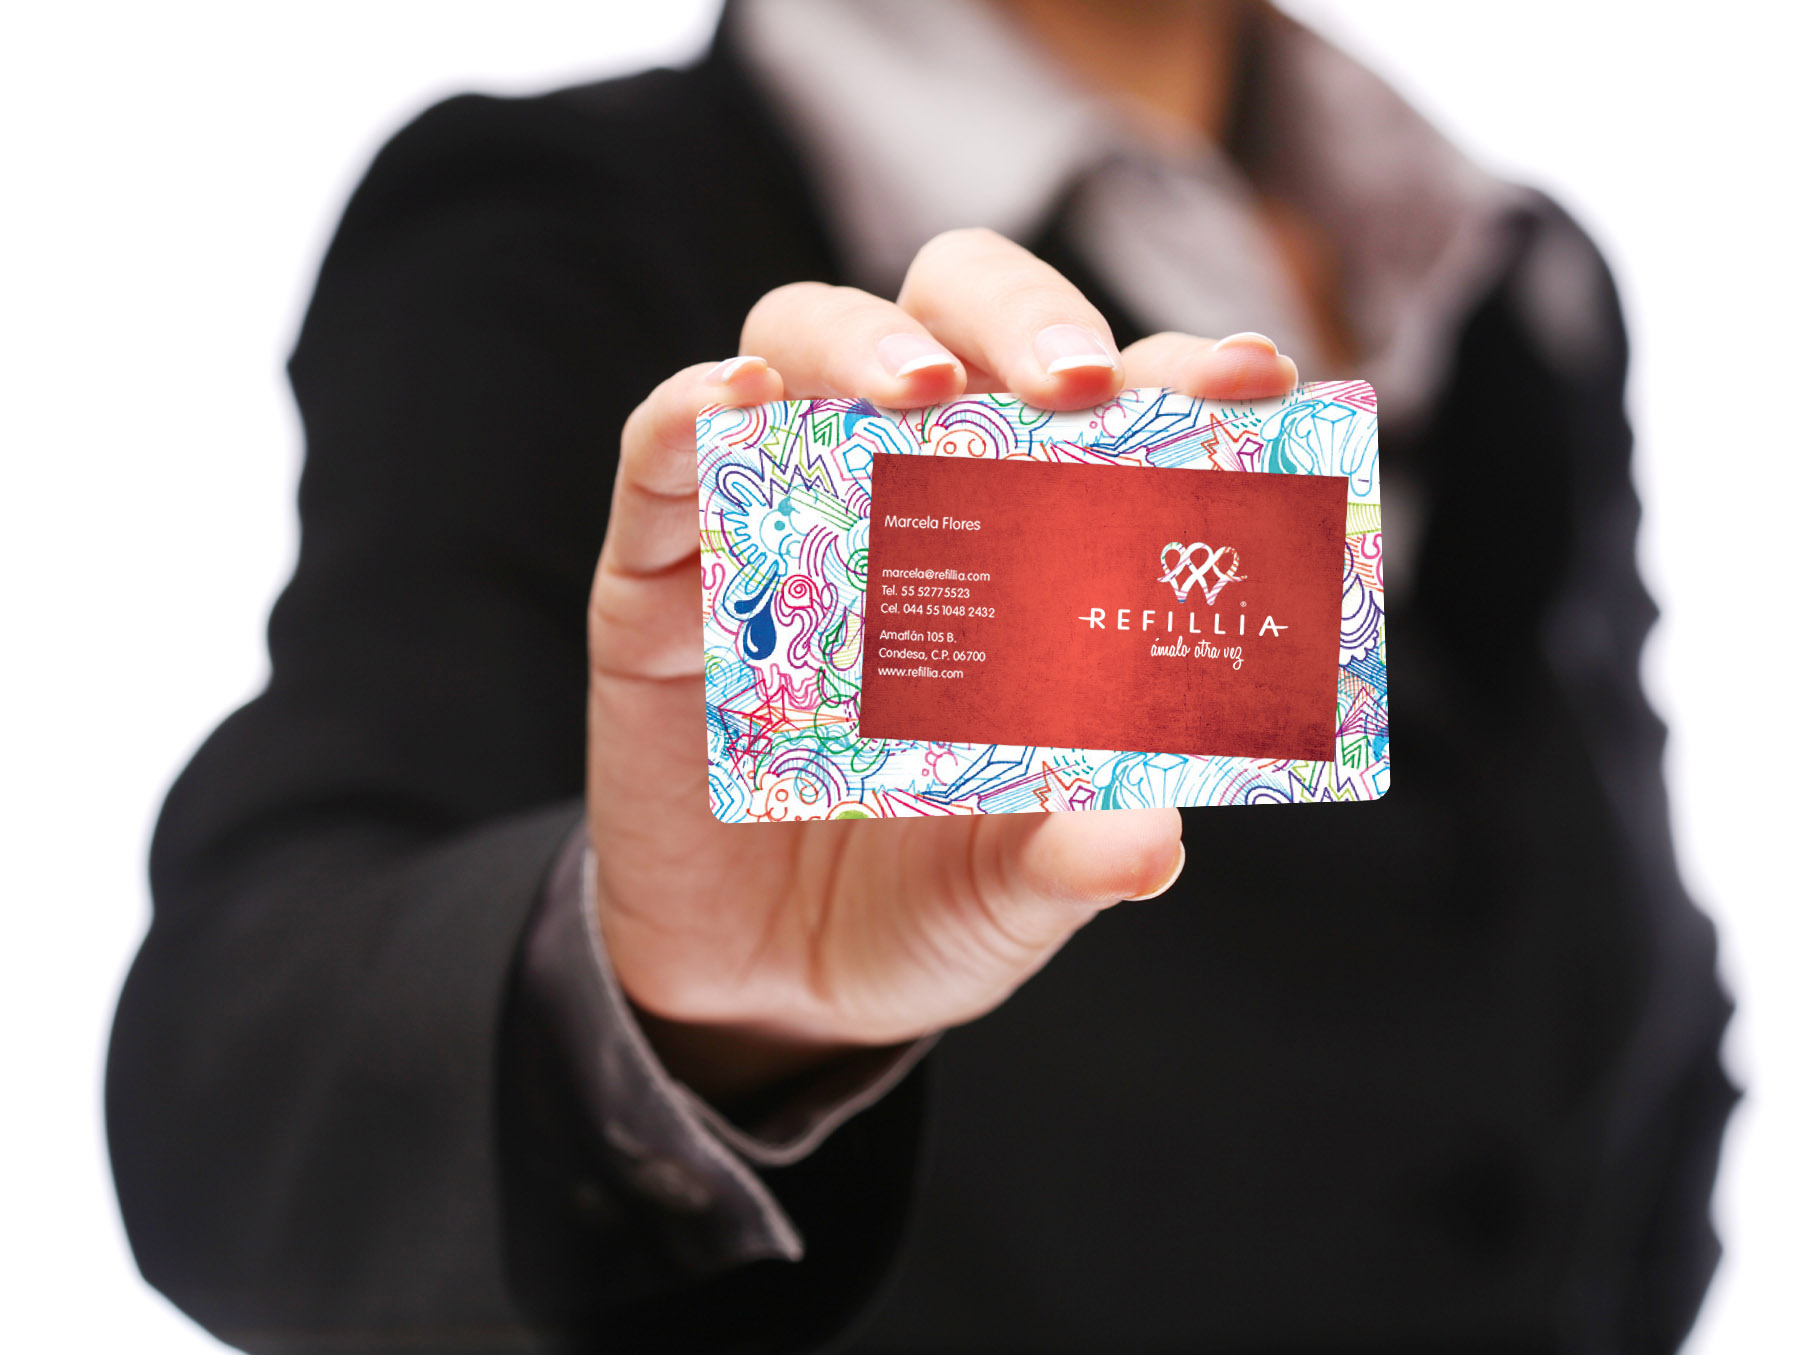 Marcela Flores
marcela@refillia.com
Tel. 55 52775523
Cel. 044 55 1048 2432
Amatlán 105 B.
Condesa, C.P. 06700
www.refillia.com
®
REFILLIA
ámalo otra vez